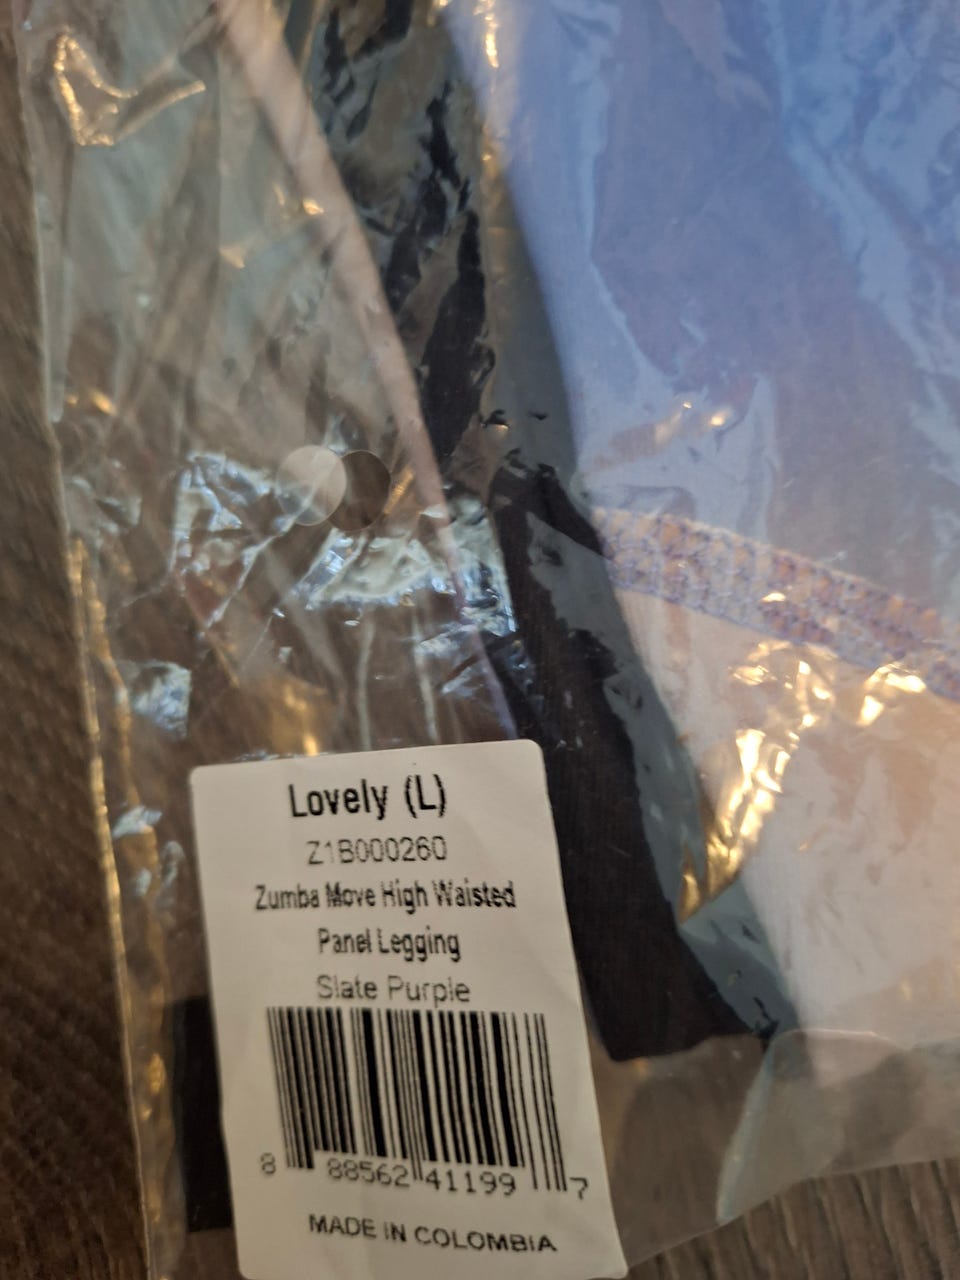 Lovely (L)
Z1B000260
Zumba Move High Waisted
Panel Legging
Slate Purple
8 88562 41199 7
MADE IN COLOMBIA